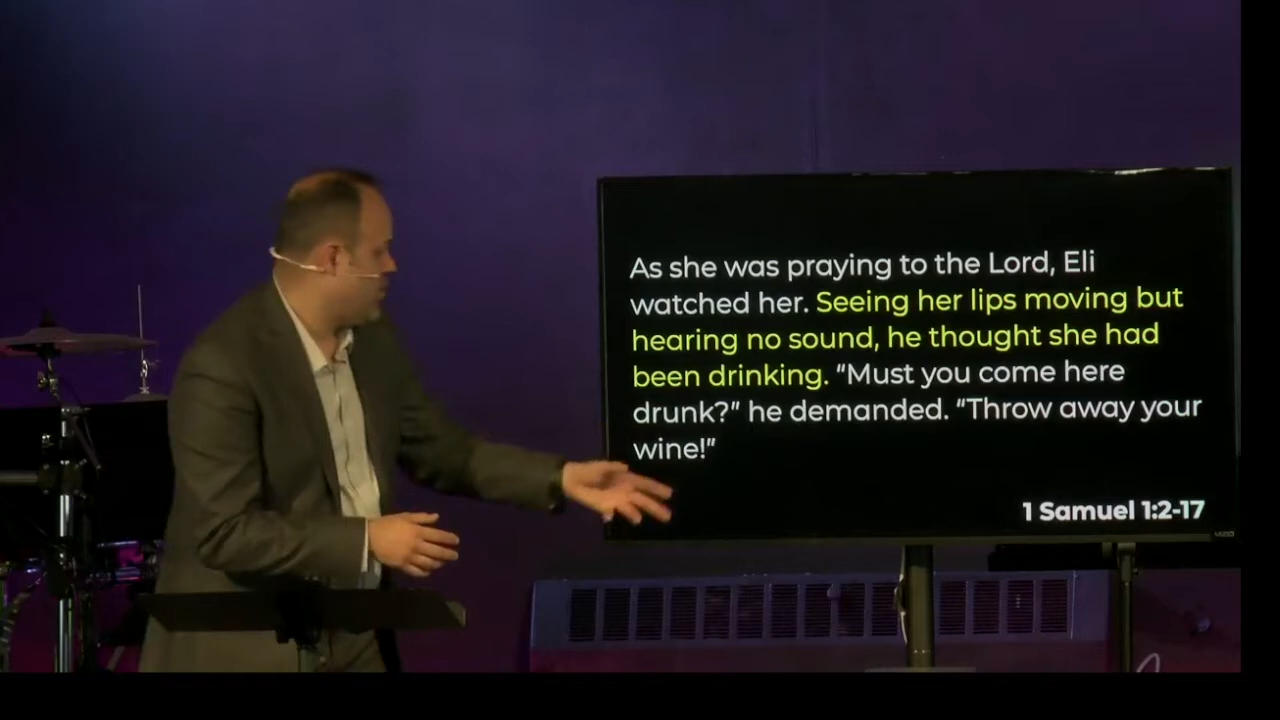 As she was praying to the Lord, Eli
watched her. Seeing her lips moving but
hearing no sound, he thought she had
been drinking. “Must you come here
drunk?” he demanded. “Throw away your
wine!”
1 Samuel 1:2-17
VIZIO